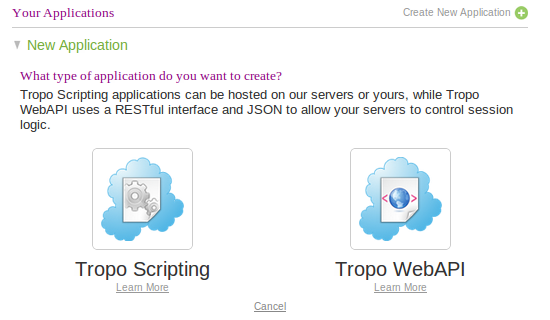 Your Applications
Create New Application
New Application
What type of application do you want to create?
Tropo Scripting applications can be hosted on our servers or yours, while Tropo
WebAPI uses a RESTful interface and JSON to allow your servers to control session
logic.
Tropo Scripting
Tropo WebAPI
Learn More
Learn More
Cancel